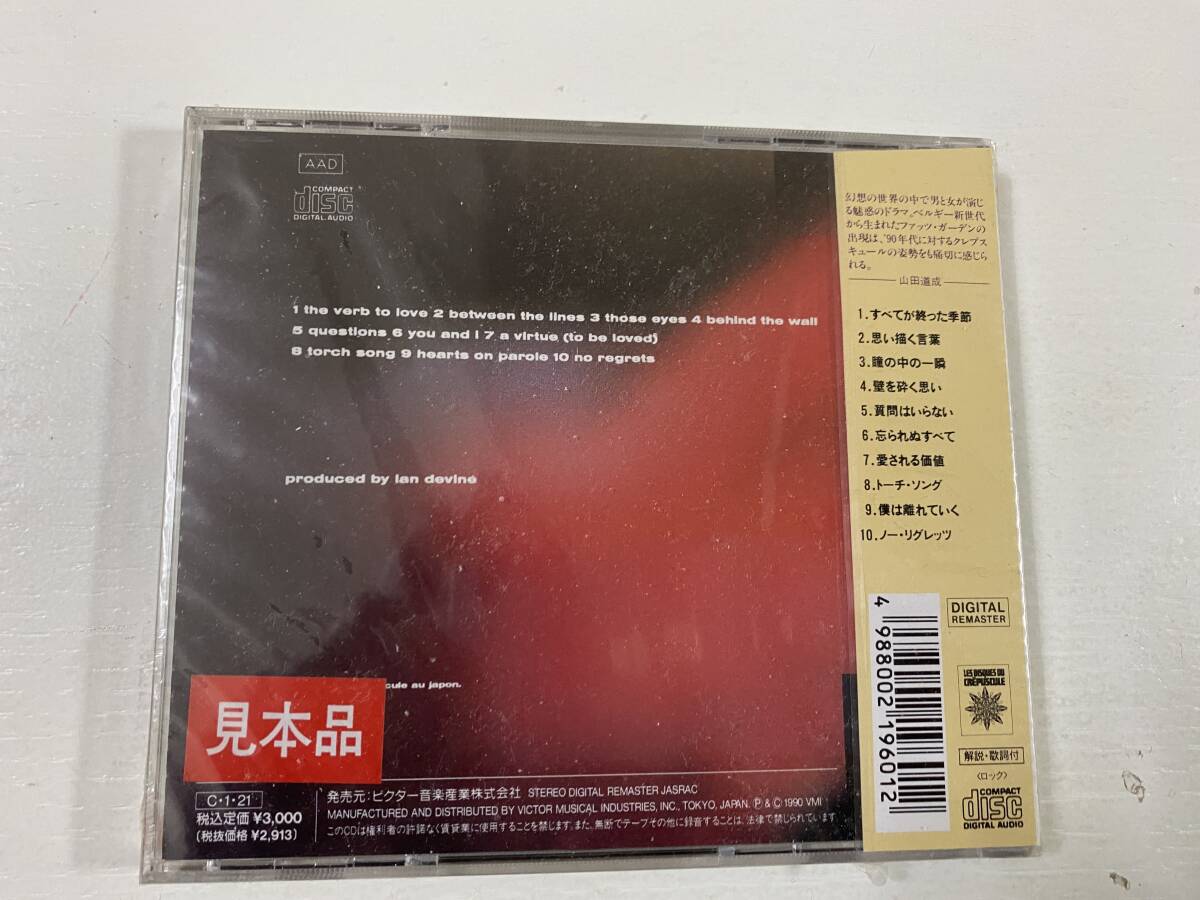 AAD
COMPACT
disc
DIGITAL AUDIO
1 the verb to love 2 between the lines 3 those eyes 4 behind the wall
5 questions 6 you and i 7 a virtue (to be loved)
8 torch song 9 hearts on parole 10 no regrets
produced by ian devine
cule au japon.
見本品
C・1・21
税込定価 ¥3,000
(税抜価格 ¥2,913)
発売元:ビクター音楽産業株式会社 STEREO DIGITAL REMASTER JASRAC
MANUFACTURED AND DISTRIBUTED BY VICTOR MUSICAL INDUSTRIES, INC., TOKYO, JAPAN. Ⓟ & © 1990 VMI
このCDは権利者の許諾なく賃貸業に使用することを禁じます。また、無断でテープその他に録音することは、法律で禁じられています
幻想の世界の中で男と女が演じ
る魅惑のドラマ。ベルギー新世代
から生まれたファッツ・ガーデンの
出現は、'90年代に対するクレプス
キュールの姿勢をも痛切に感じら
れる。
山田道成
1.すべてが終った季節
2.思い描く言葉
3.瞳の中の一瞬
4.壁を砕く思い
5.質問はいらない
6.忘られぬすべて
7.愛される価値
8.トーチ・ソング
9.僕は離れていく
10.ノー・リグレッツ
4 988002 196012
DIGITAL
REMASTER
LES DISQUES DU
CRÉPUSCULE
解説・歌詞付
〈ロック〉
COMPACT
disc
DIGITAL AUDIO